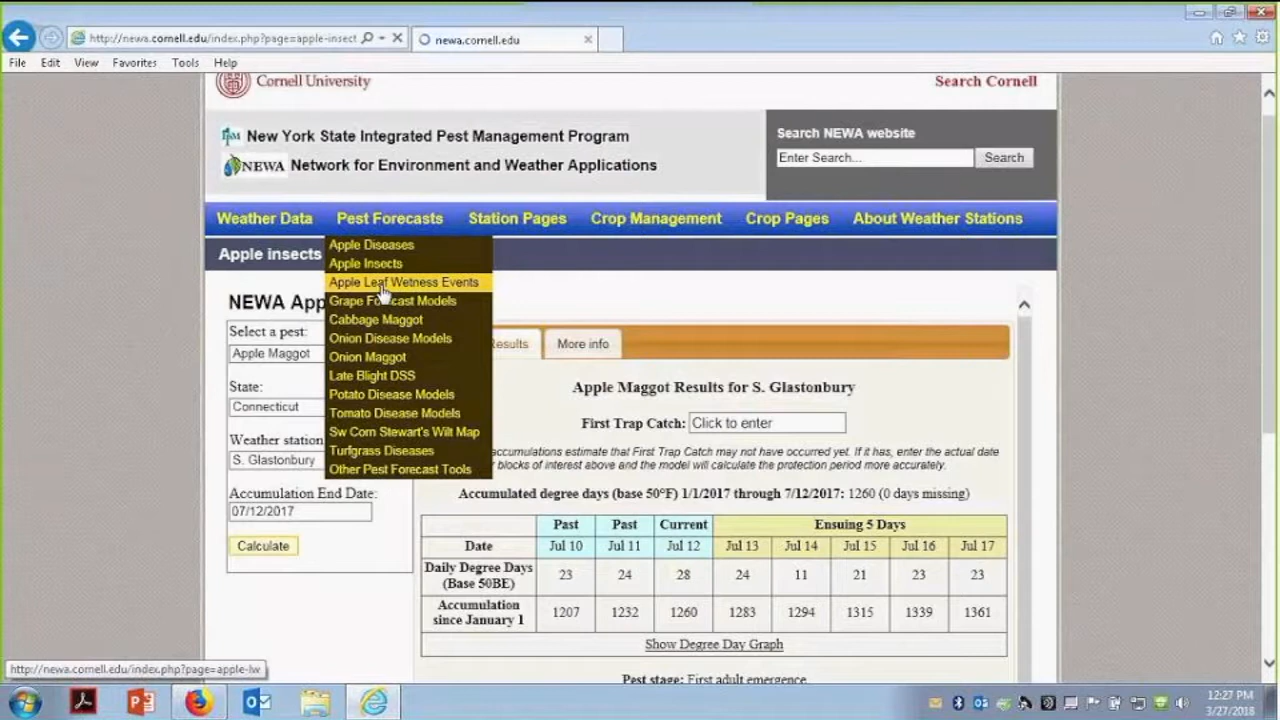 http://newa.cornell.edu/index.php?page=apple-insect
newa.cornell.edu
File Edit View Favorites Tools Help
Cornell University
Search Cornell
New York State Integrated Pest Management Program
NEWA Network for Environment and Weather Applications
Search NEWA website
Enter Search...
Search
Weather Data Pest Forecasts Station Pages Crop Management Crop Pages About Weather Stations
Apple insects
Apple Diseases
Apple Insects
Apple Leaf Wetness Events
Grape Forecast Models
Cabbage Maggot
Onion Disease Models
Onion Maggot
Late Blight DSS
Potato Disease Models
Tomato Disease Models
Sw Corn Stewart's Wilt Map
Turfgrass Diseases
Other Pest Forecast Tools
NEWA App
Select a pest:
Apple Maggot
State:
Connecticut
Weather station
S. Glastonbury
Accumulation End Date:
07/12/2017
Calculate
Results More info
Apple Maggot Results for S. Glastonbury
First Trap Catch: Click to enter
accumulations estimate that First Trap Catch may not have occurred yet. If it has, enter the actual date
blocks of interest above and the model will calculate the protection period more accurately.
Accumulated degree days (base 50°F) 1/1/2017 through 7/12/2017: 1260 (0 days missing)
Past Past Current Ensuing 5 Days
Date Jul 10 Jul 11 Jul 12 Jul 13 Jul 14 Jul 15 Jul 16 Jul 17
Daily Degree Days
(Base 50BE) 23 24 28 24 11 21 23 23
Accumulation
since January 1 1207 1232 1260 1283 1294 1315 1339 1361
Show Degree Day Graph
Pest stage: First adult emergence
http://newa.cornell.edu/index.php?page=apple-lw
12:27 PM
3/27/2018